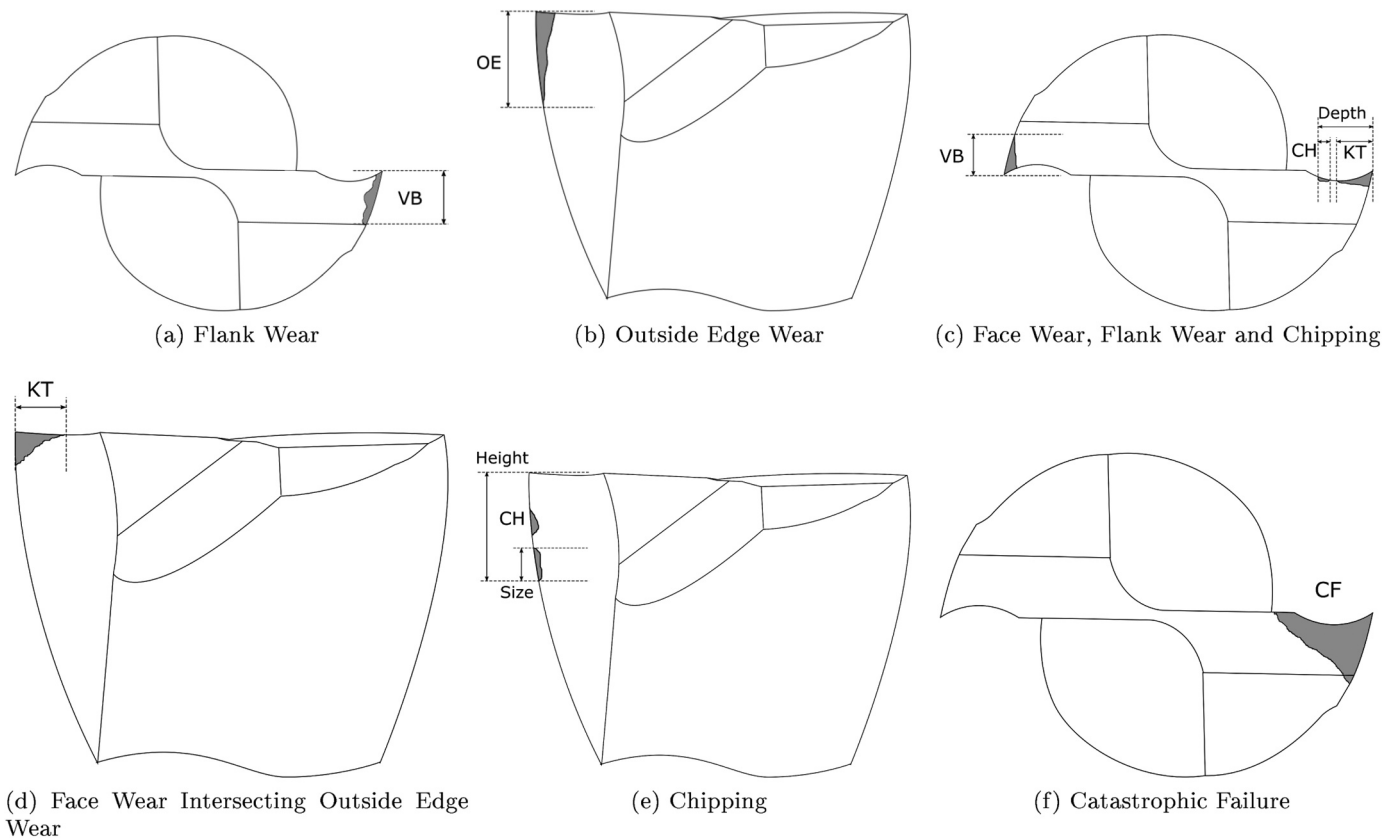 VB
(a) Flank Wear
OE
(b) Outside Edge Wear
VB
Depth
CH
KT
(c) Face Wear, Flank Wear and Chipping
KT
(d) Face Wear Intersecting Outside Edge
Wear
Height
CH
Size
(e) Chipping
CF
(f) Catastrophic Failure